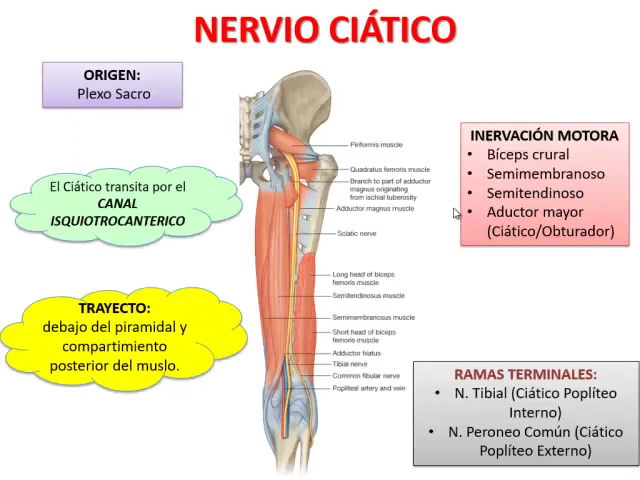 NERVIO CIÁTICO
ORIGEN:
Plexo Sacro
El Ciático transita por el
CANAL
ISQUIOTROCANTERICO
TRAYECTO:
debajo del piramidal y
compartimiento
posterior del muslo.
Piriformis muscle
Quadratus femoris muscle
Branch to part of adductor
magnus originating
from ischial tuberosity
Adductor magnus muscle
Sciatic nerve
Long head of biceps
femoris muscle
Semitendinosus muscle
Semimembranosus muscle
Short head of biceps
femoris muscle
Adductor hiatus
Tibial nerve
Common fibular nerve
Popliteal artery and vein
INERVACIÓN MOTORA
• Bíceps crural
• Semimembranoso
• Semitendinoso
• Aductor mayor
(Ciático/Obturador)
RAMAS TERMINALES:
• N. Tibial (Ciático Poplíteo
Interno)
• N. Peroneo Común (Ciático
Poplíteo Externo)